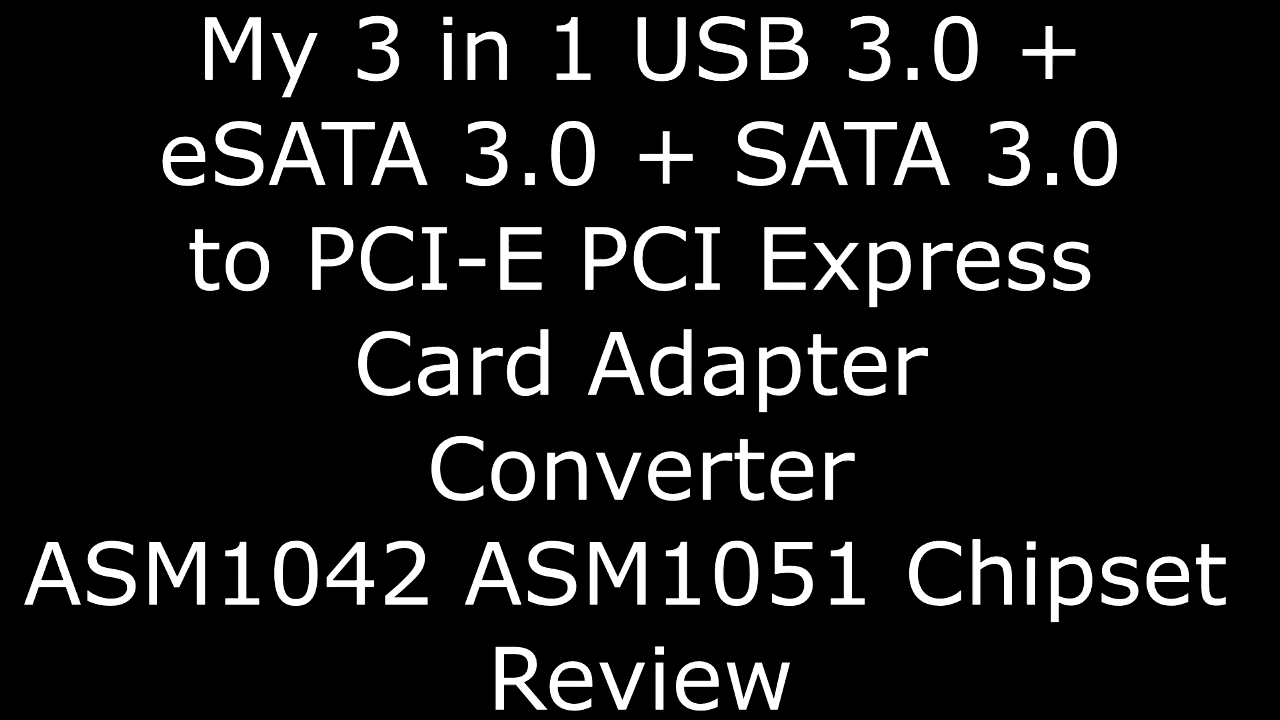 My 3 in 1 USB 3.0 +
eSATA 3.0 + SATA 3.0
to PCI-E PCI Express
Card Adapter
Converter
ASM1042 ASM1051 Chipset
Review